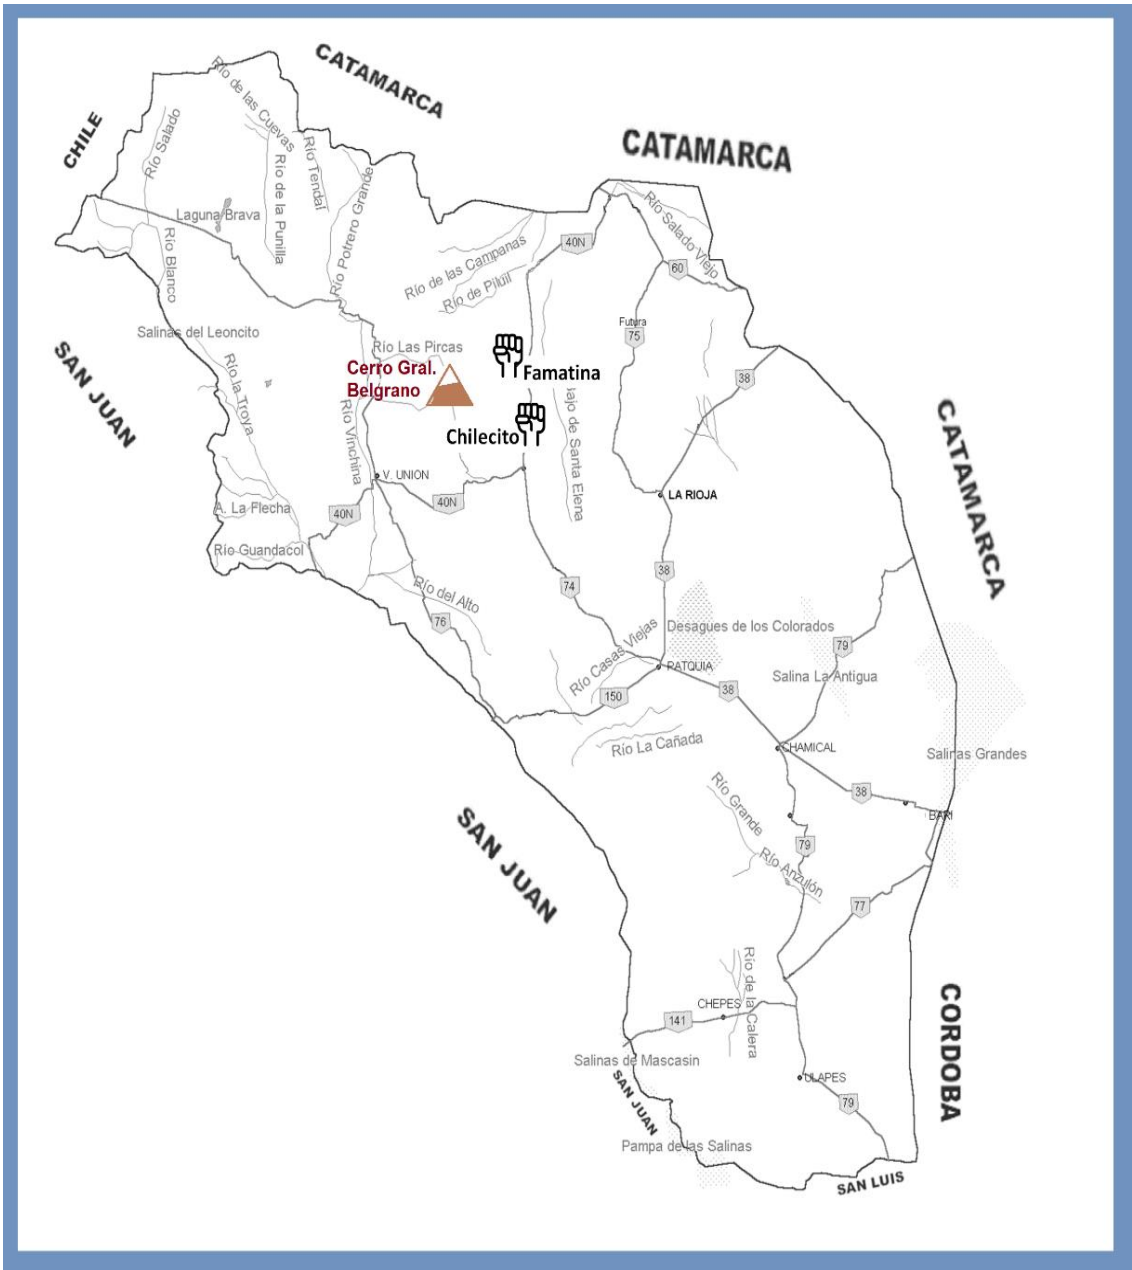 CATAMARCA
CHILE
CATAMARCA
Río de las Cuevas
Río Salado
Río Tendal
Río de la Punilla
Río Potrero Grande
Laguna Brava
Río Blanco
Río Salado Viejo
40N
60
Río de las Campanas
Río de Pilúil
Salinas del Leoncito
Futura
75
Río Las Pircas
Cerro Gral.
Belgrano
Famatina
38
SAN JUAN
Río la Troya
Río Vinchina
Chilecito
Bajo de Santa Elena
CATAMARCA
V. UNIÓN
40N
LA RIOJA
A. La Flecha
40N
Río Guandacol
Río del Alto
76
74
38
Desagues de los Colorados
Río Casas Viejas
79
PATQUIA
Salina La Antigua
150
38
Río La Cañada
CHAMICAL
Salinas Grandes
Río Grande
38
BARI
SAN JUAN
79
Río Anzulón
77
Río de la Calera
CHEPES
141
CORDOBA
Salinas de Mascasin
SAN JUAN
ULAPES
79
Pampa de las Salinas
SAN LUIS